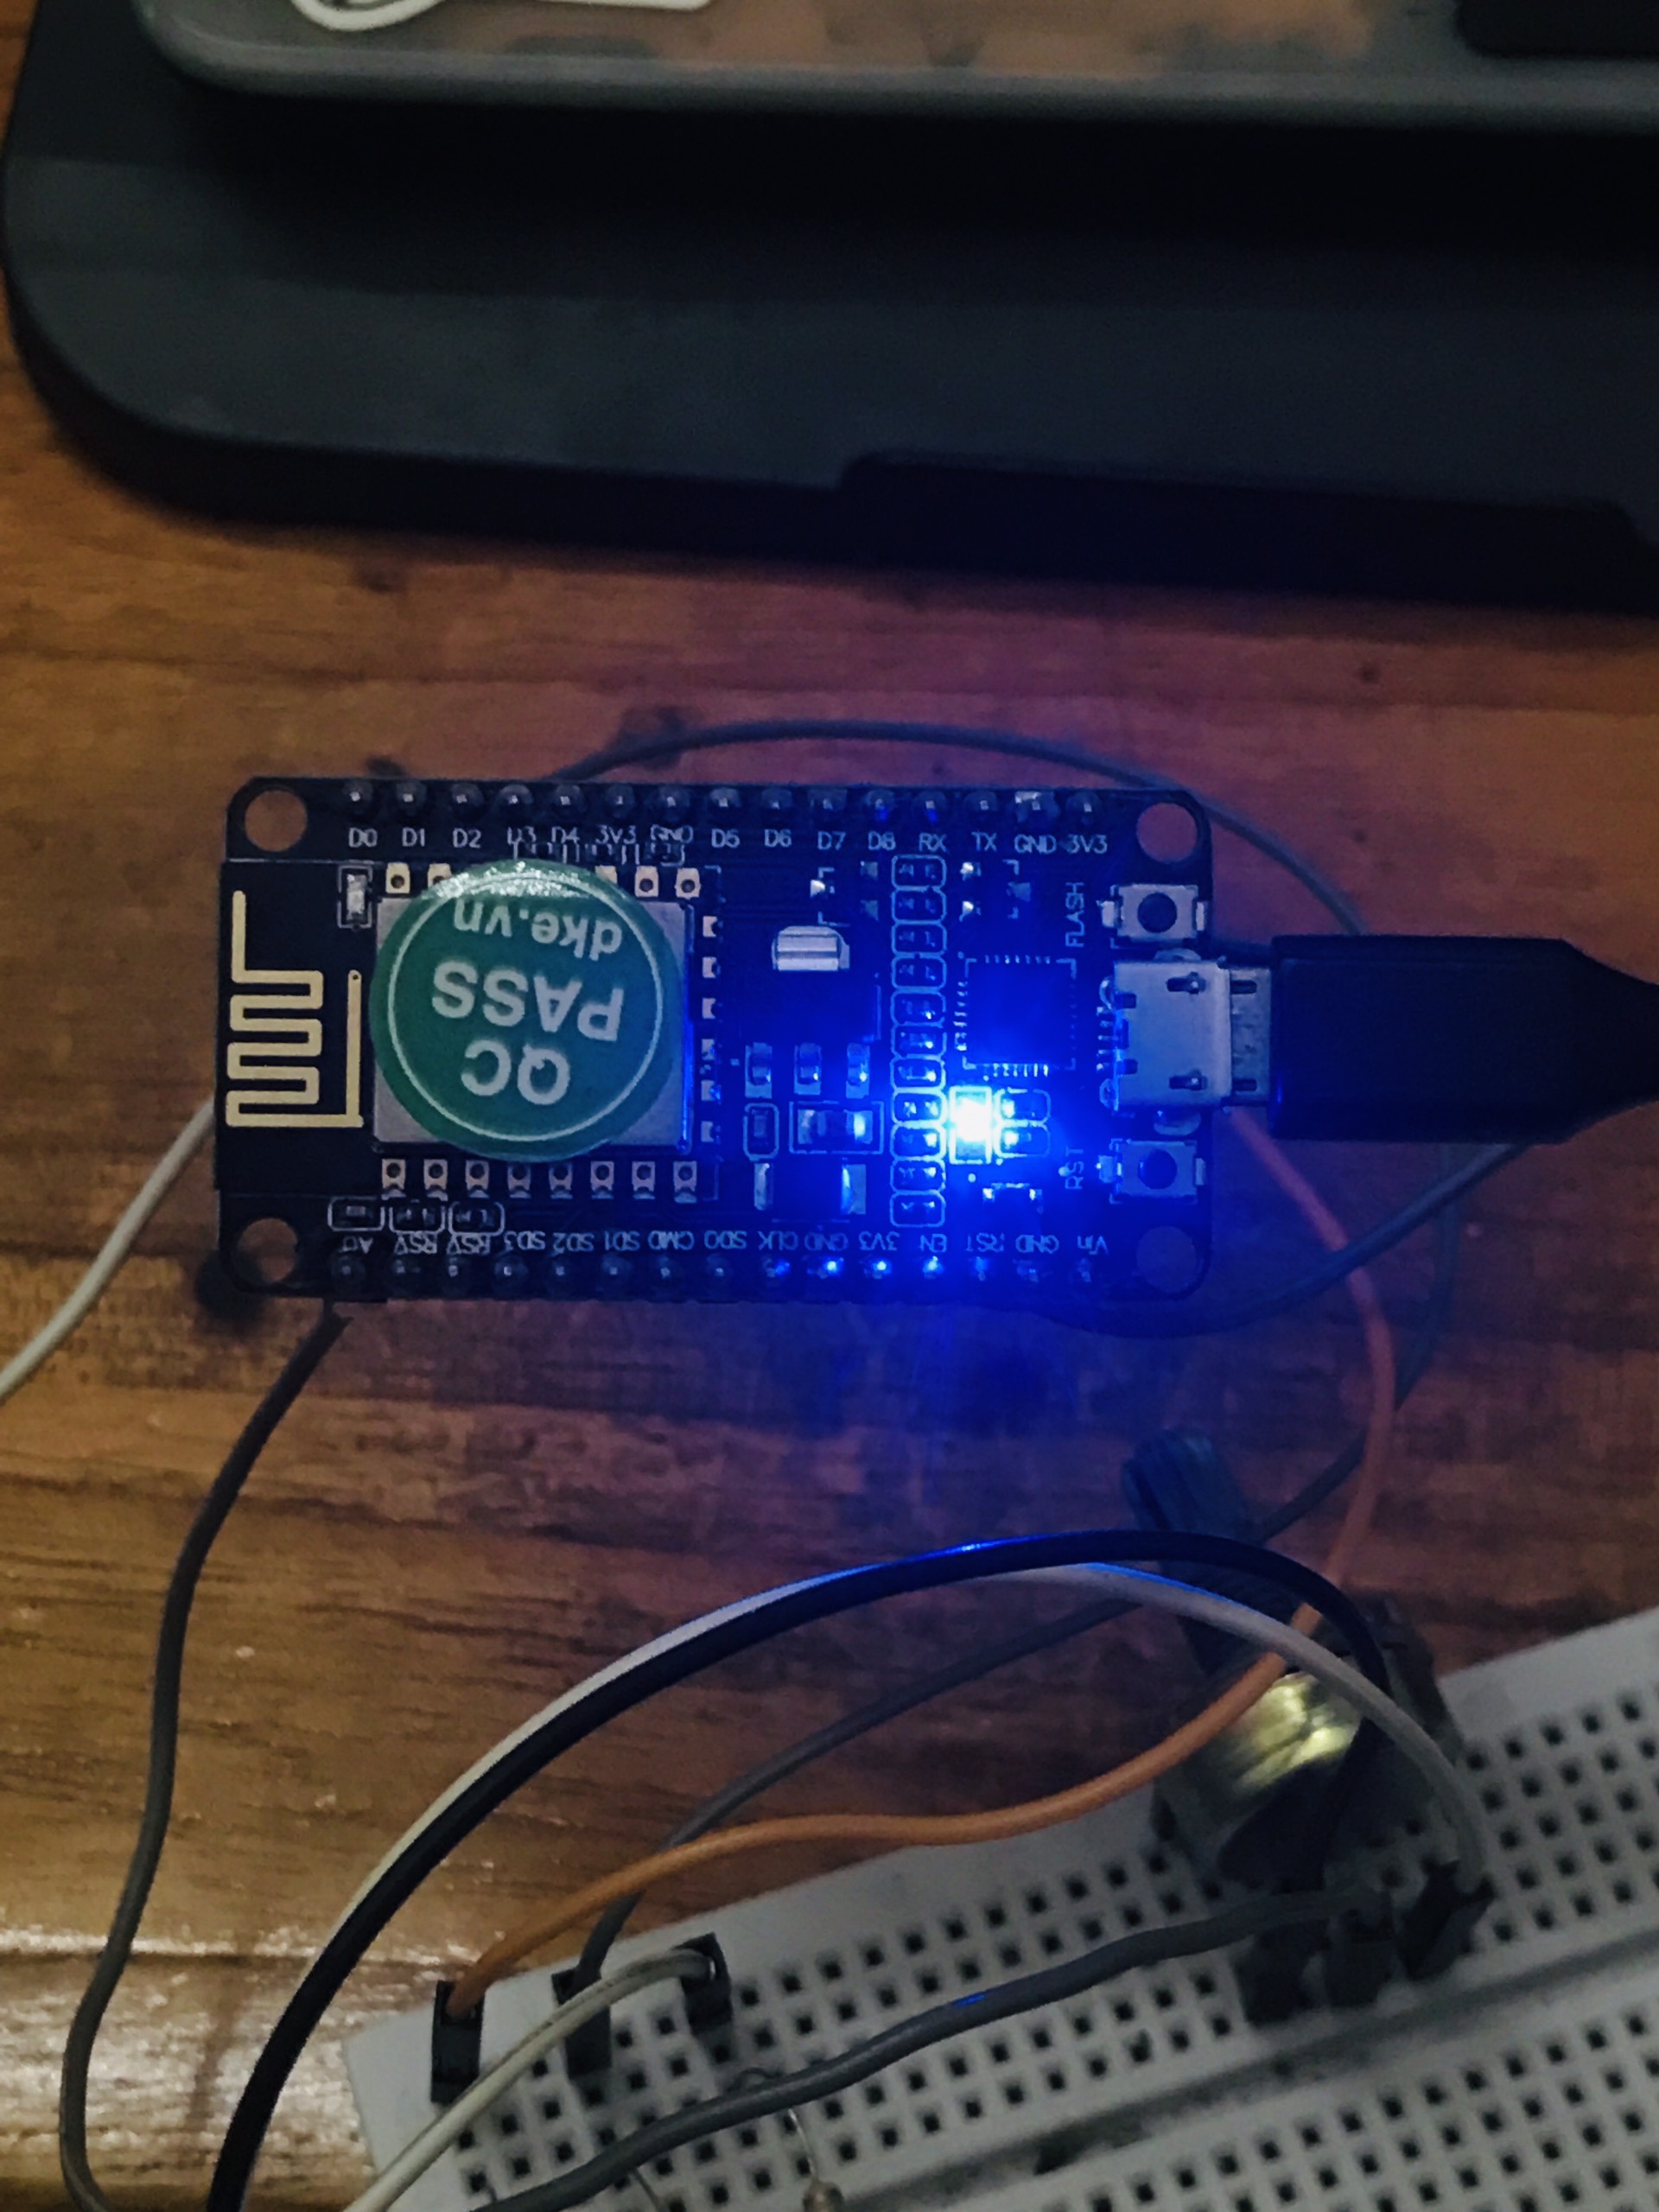 D0 D1 D2 D3 D4 3V3 GND D5 D6 D7 D8 RX TX GND 3V3
FLASH
QC
PASS
dke.vn
RST
A0 RSV RSV SD3 SD2 SD1 CMD SD0 CLK GND 3V3 EN RST GND Vin